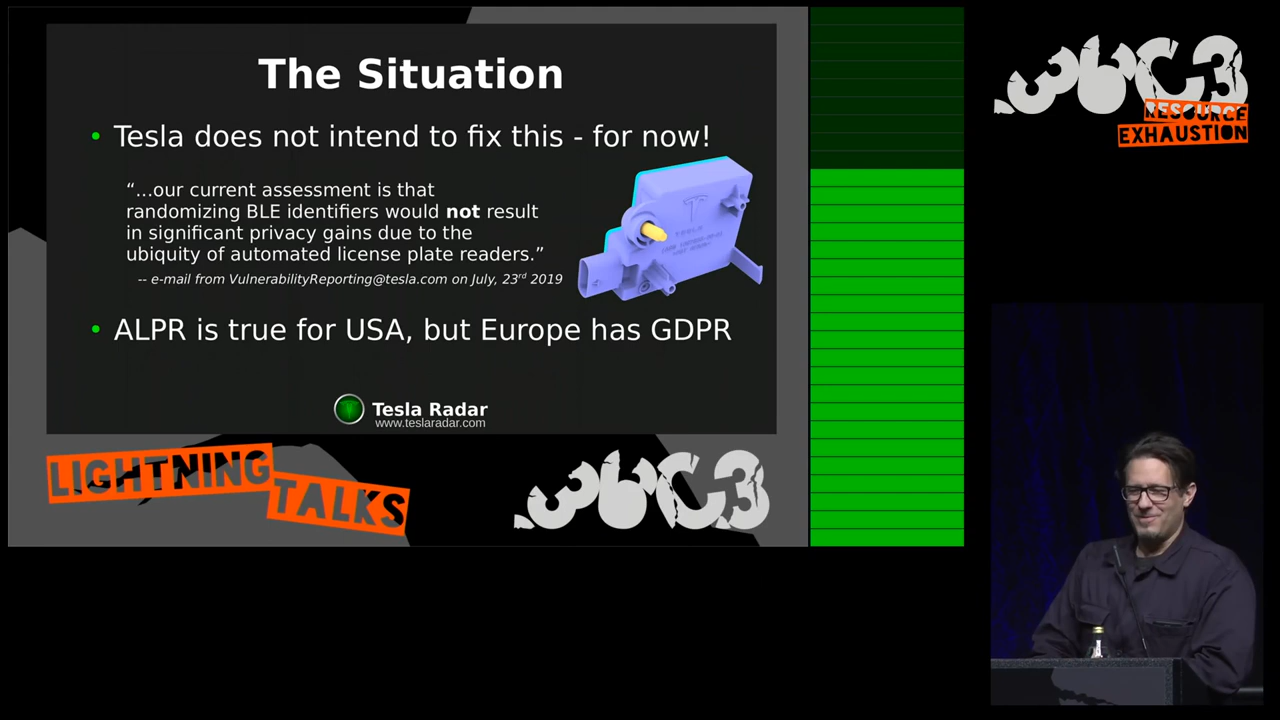 The Situation
• Tesla does not intend to fix this - for now!
“...our current assessment is that
randomizing BLE identifiers would not result
in significant privacy gains due to the
ubiquity of automated license plate readers.”
-- e-mail from VulnerabilityReporting@tesla.com on July, 23rd 2019
• ALPR is true for USA, but Europe has GDPR
Tesla Radar
www.teslaradar.com
LIGHTNING
TALKS
36C3
36C3
RESOURCE
EXHAUSTION
TESLA